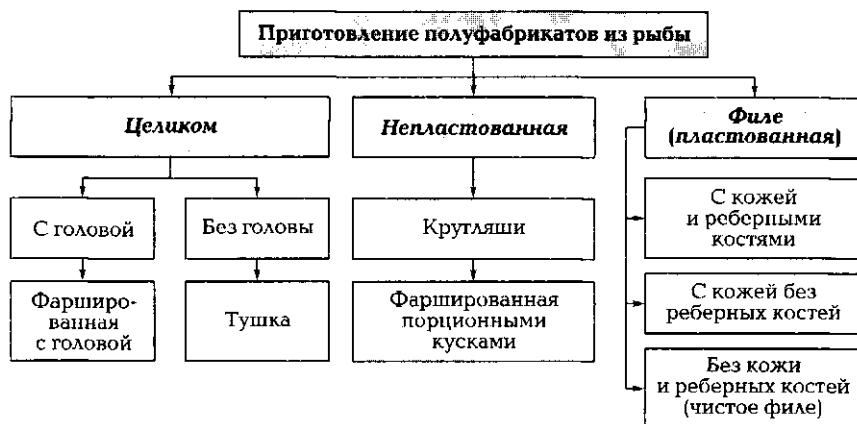 Приготовление полуфабрикатов из рыбы
Целиком
Непластованная
Филе
(пластованная)
С головой
Без головы
Кругляши
С кожей
и реберными
костями
Фарширо-
ванная
с головой
Тушка
Фаршированная
порционными
кусками
С кожей без
реберных костей
Без кожи
и реберных костей
(чистое филе)